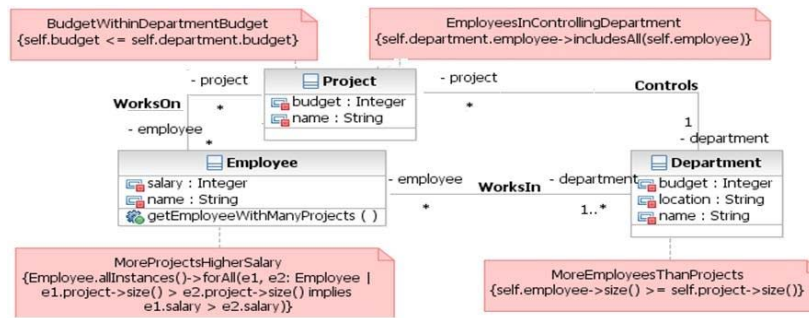 BudgetWithinDepartmentBudget
{self.budget <= self.department.budget}
EmployeesInControllingDepartment
{self.department.employee->includesAll(self.employee)}
- project
Project
- project
WorksOn
*
budget : Integer
*
Controls
name : String
- employee
*
1
- department
Employee
Department
salary : Integer
- employee
WorksIn
- department
budget : Integer
name : String
*
1..*
location : String
getEmployeeWithManyProjects ( )
name : String
MoreProjectsHigherSalary
{Employee.allInstances()->forAll(e1, e2: Employee |
e1.project->size() > e2.project->size() implies
e1.salary > e2.salary)}
MoreEmployeesThanProjects
{self.employee->size() >= self.project->size()}